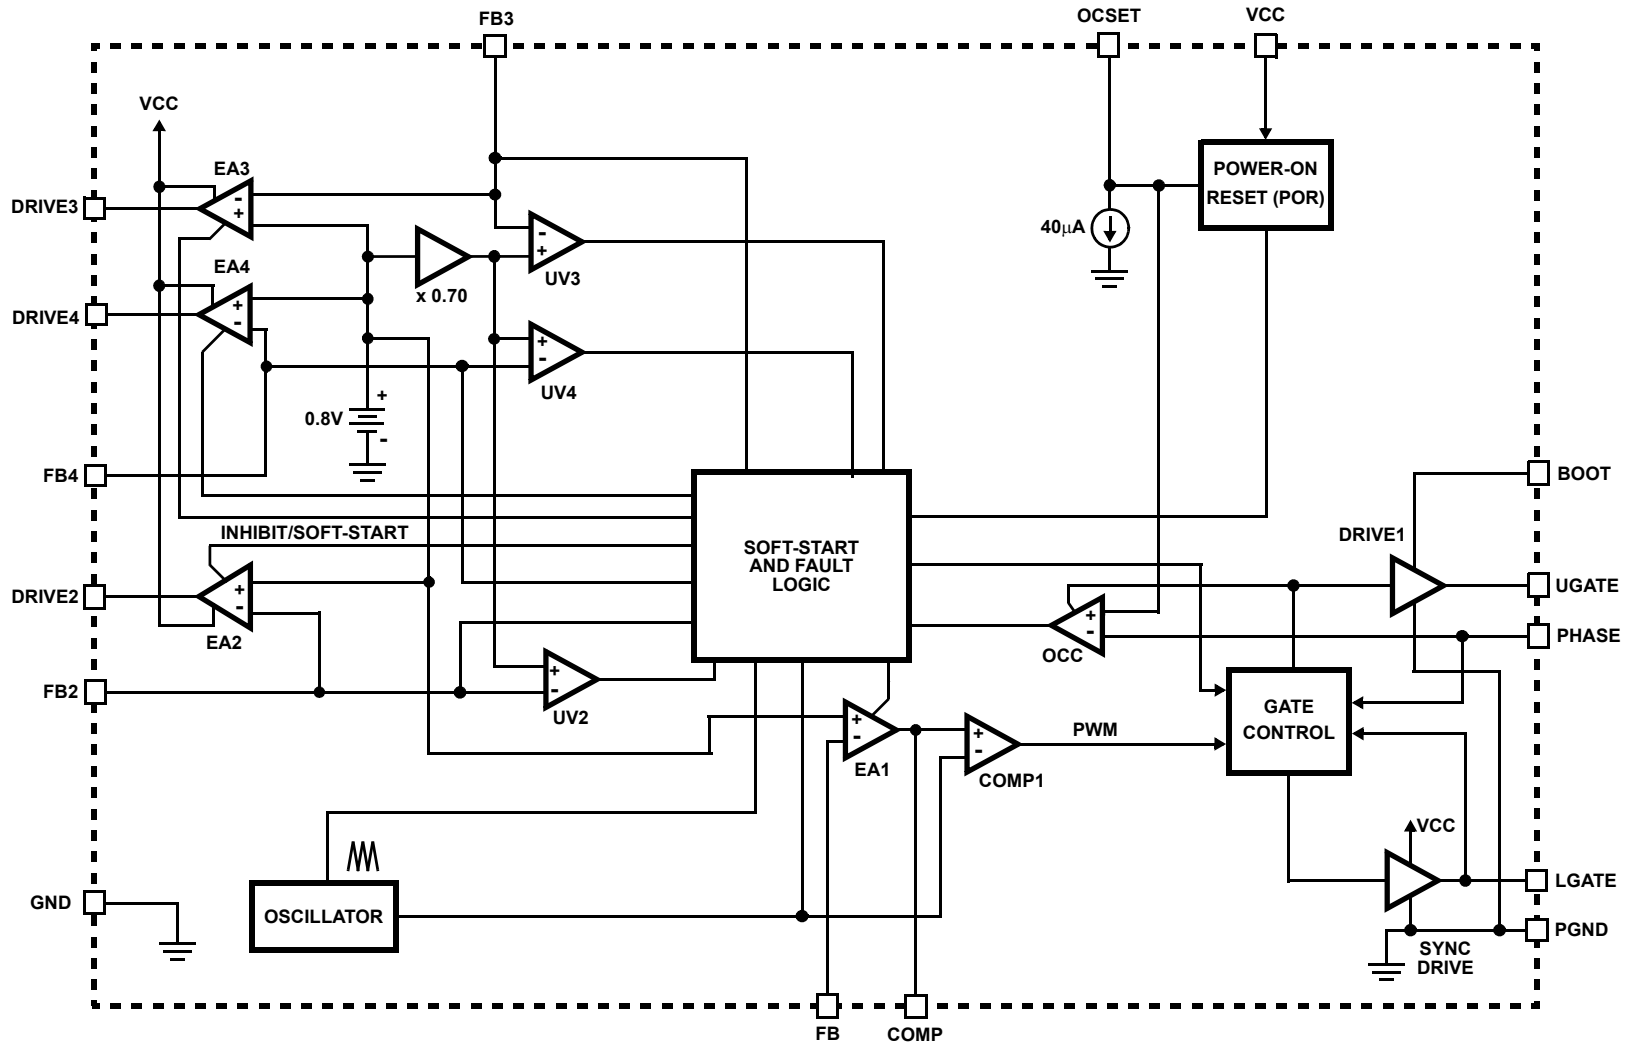 FB3
OCSET
VCC
VCC
EA3
-
+
DRIVE3
POWER-ON
RESET (POR)
40μA
-
+
UV3
EA4
+
-
x 0.70
DRIVE4
+
-
UV4
+
0.8V
-
FB4
BOOT
INHIBIT/SOFT-START
DRIVE1
SOFT-START
AND FAULT
LOGIC
+
-
DRIVE2
EA2
UGATE
+
-
OCC
PHASE
FB2
+
-
UV2
GATE
CONTROL
+
-
EA1
+
-
COMP1
PWM
VCC
GND
OSCILLATOR
LGATE
PGND
SYNC
DRIVE
FB
COMP